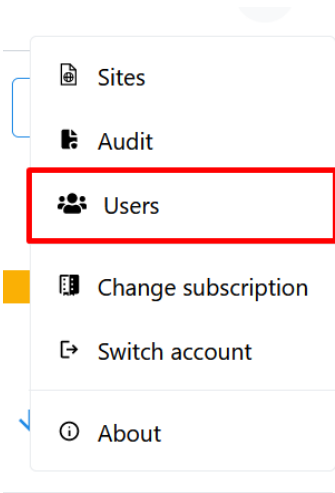 Sites
Audit
Users
Change subscription
Switch account
About